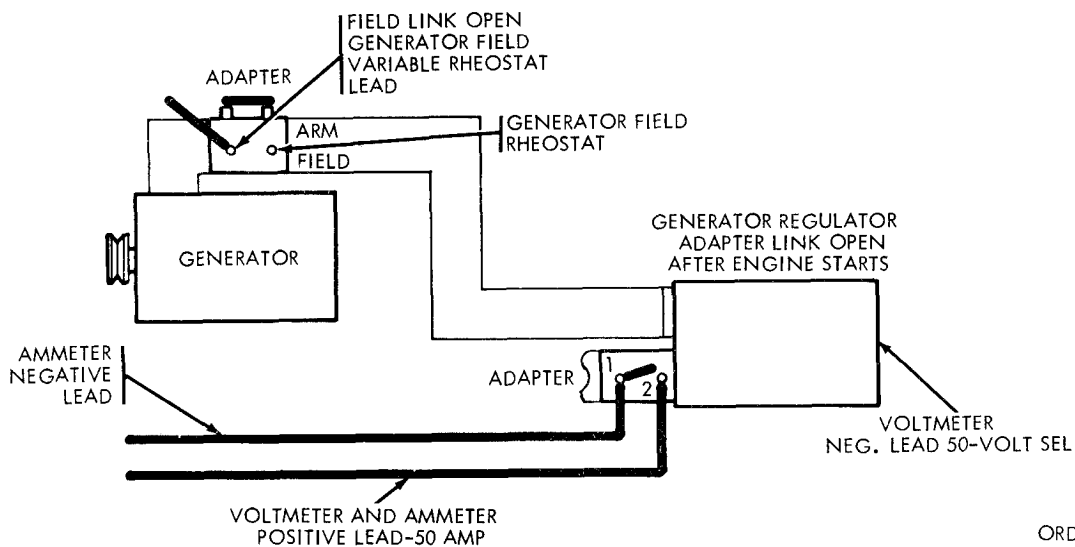 FIELD LINK OPEN
GENERATOR FIELD
VARIABLE RHEOSTAT
LEAD
ADAPTER
ARM
FIELD
GENERATOR FIELD
RHEOSTAT
GENERATOR
GENERATOR REGULATOR
ADAPTER LINK OPEN
AFTER ENGINE STARTS
AMMETER
NEGATIVE
LEAD
ADAPTER
1
2
VOLTMETER
NEG. LEAD 50-VOLT SEL
VOLTMETER AND AMMETER
POSITIVE LEAD-50 AMP
ORD